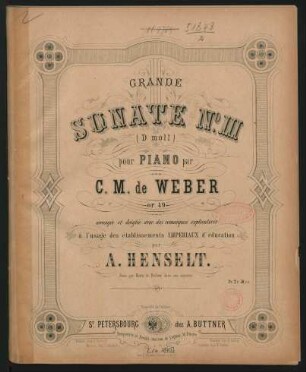 GRANDE
SONATE No. III
(D moll)
pour PIANO par
C. M. de WEBER
op 49
arrangé et doigté avec des remarques explicatives
à l'usage des établissements IMPÉRIAUX d'éducation
par
A. HENSELT.
St PETERSBOURG chez A. BÜTTNER